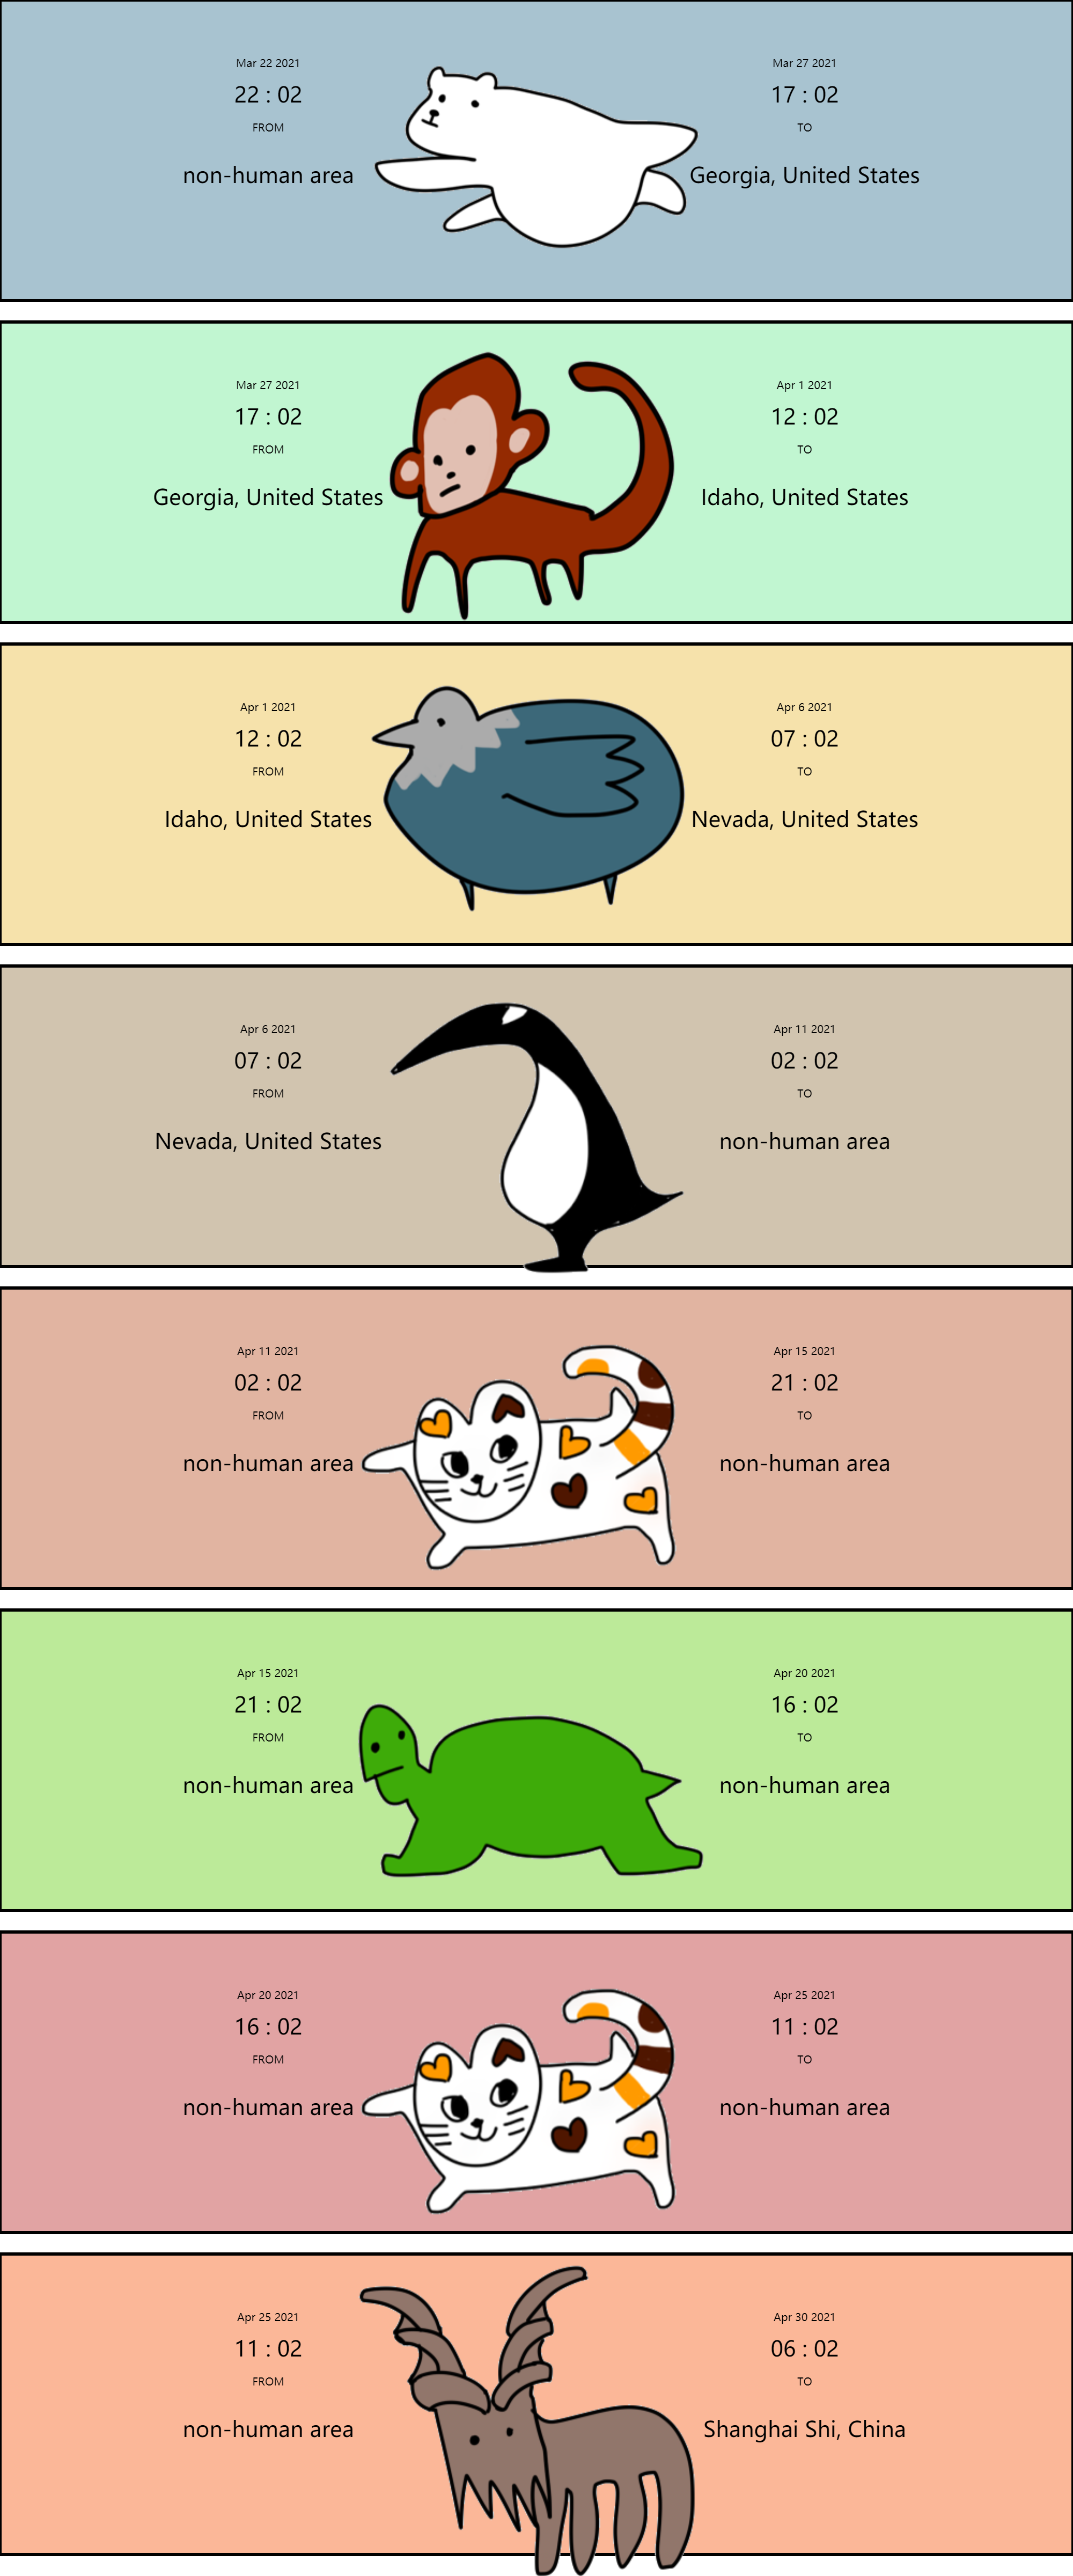 Mar 22 2021
22 : 02
FROM
non-human area
Mar 27 2021
17 : 02
TO
Georgia, United States
Mar 27 2021
17 : 02
FROM
Georgia, United States
Apr 1 2021
12 : 02
TO
Idaho, United States
Apr 1 2021
12 : 02
FROM
Idaho, United States
Apr 6 2021
07 : 02
TO
Nevada, United States
Apr 6 2021
07 : 02
FROM
Nevada, United States
Apr 11 2021
02 : 02
TO
non-human area
Apr 11 2021
02 : 02
FROM
non-human area
Apr 15 2021
21 : 02
TO
non-human area
Apr 15 2021
21 : 02
FROM
non-human area
Apr 20 2021
16 : 02
TO
non-human area
Apr 20 2021
16 : 02
FROM
non-human area
Apr 25 2021
11 : 02
TO
non-human area
Apr 25 2021
11 : 02
FROM
non-human area
Apr 30 2021
06 : 02
TO
Shanghai Shi, China